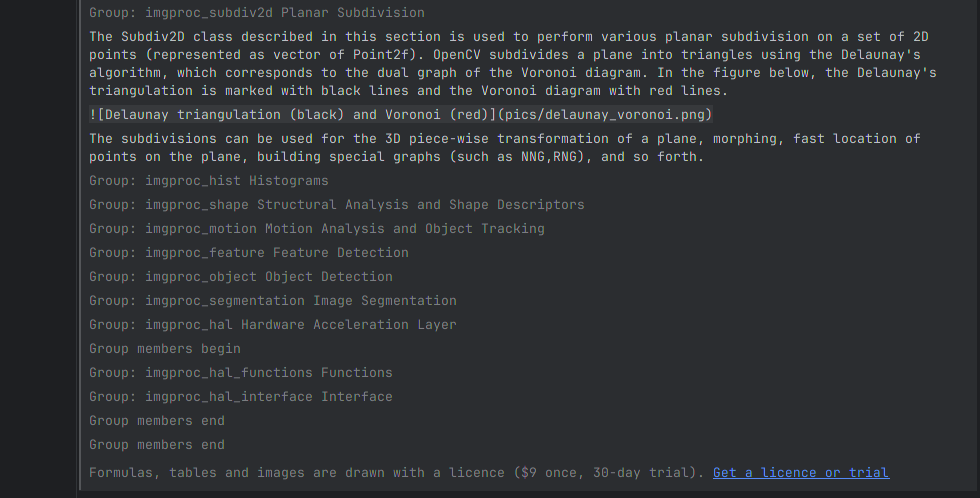 Group: imgproc_subdiv2d Planar Subdivision
The Subdiv2D class described in this section is used to perform various planar subdivision on a set of 2D
points (represented as vector of Point2f). OpenCV subdivides a plane into triangles using the Delaunay's
algorithm, which corresponds to the dual graph of the Voronoi diagram. In the figure below, the Delaunay's
triangulation is marked with black lines and the Voronoi diagram with red lines.
![Delaunay triangulation (black) and Voronoi (red)](pics/delaunay_voronoi.png)
The subdivisions can be used for the 3D piece-wise transformation of a plane, morphing, fast location of
points on the plane, building special graphs (such as NNG,RNG), and so forth.
Group: imgproc_hist Histograms
Group: imgproc_shape Structural Analysis and Shape Descriptors
Group: imgproc_motion Motion Analysis and Object Tracking
Group: imgproc_feature Feature Detection
Group: imgproc_object Object Detection
Group: imgproc_segmentation Image Segmentation
Group: imgproc_hal Hardware Acceleration Layer
Group members begin
Group: imgproc_hal_functions Functions
Group: imgproc_hal_interface Interface
Group members end
Group members end
Formulas, tables and images are drawn with a licence ($9 once, 30-day trial). Get a licence or trial